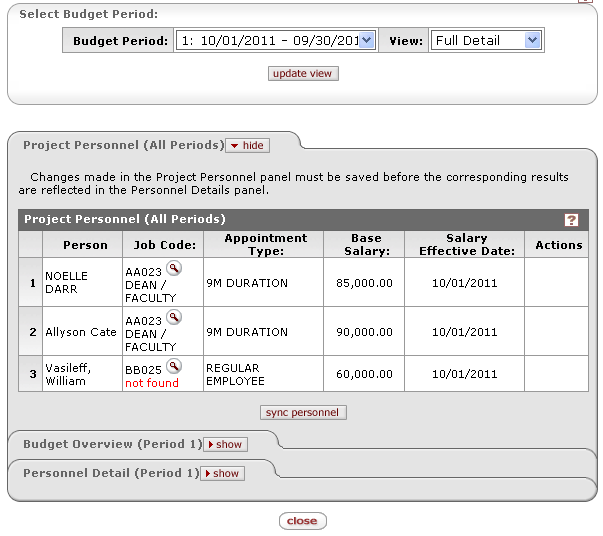 Select Budget Period:
Budget Period: 1: 10/01/2011 - 09/30/201 View: Full Detail
update view
Project Personnel (All Periods) hide
Changes made in the Project Personnel panel must be saved before the corresponding results
are reflected in the Personnel Details panel.
Project Personnel (All Periods) ?
Person Job Code: Appointment Type: Base Salary: Salary Effective Date: Actions
1 NOELLE DARR AA023 DEAN / FACULTY 9M DURATION 85,000.00 10/01/2011
2 Allyson Cate AA023 DEAN / FACULTY 9M DURATION 90,000.00 10/01/2011
3 Vasileff, William BB025 not found REGULAR EMPLOYEE 60,000.00 10/01/2011
sync personnel
Budget Overview (Period 1) show
Personnel Detail (Period 1) show
close